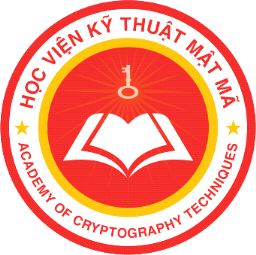 HỌC VIỆN KỸ THUẬT MẬT MÃ
ACADEMY OF CRYPTOGRAPHY TECHNIQUES